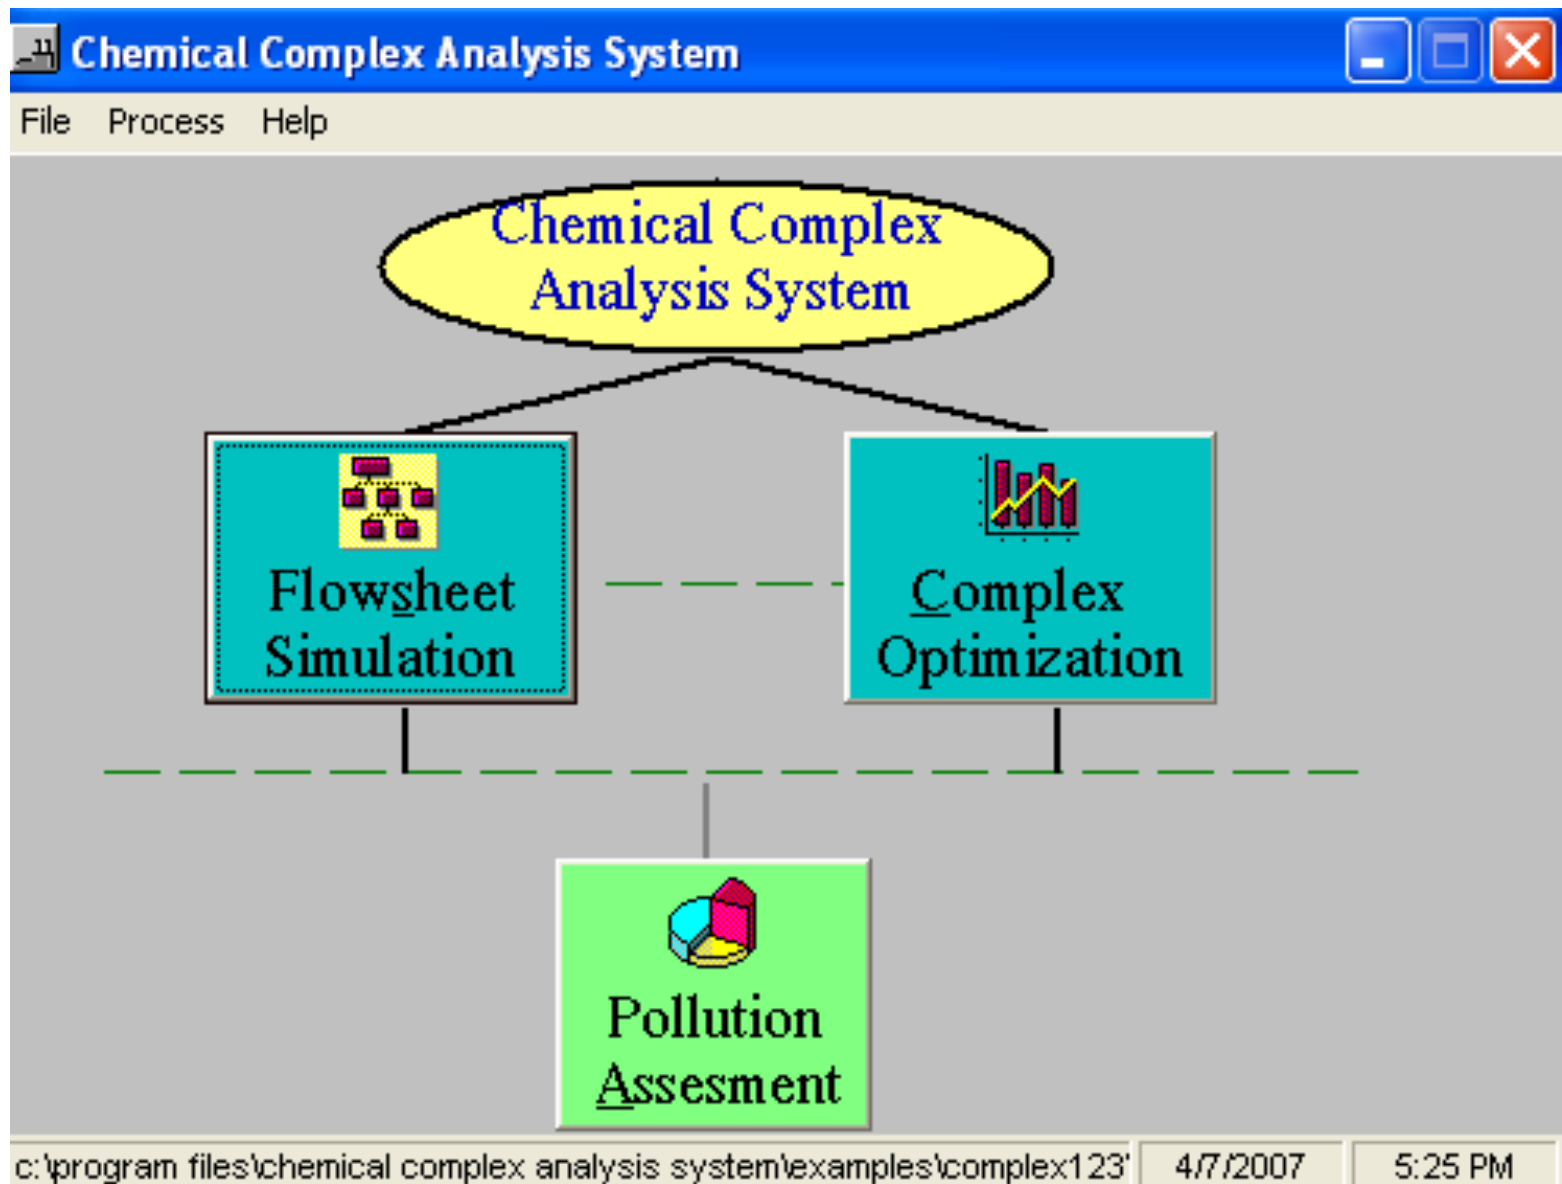 Chemical Complex Analysis System
File Process Help
Chemical Complex
Analysis System
Flowsheet
Simulation
Complex
Optimization
Pollution
Assesment
c:\program files\chemical complex analysis system\examples\complex123' 4/7/2007 5:25 PM